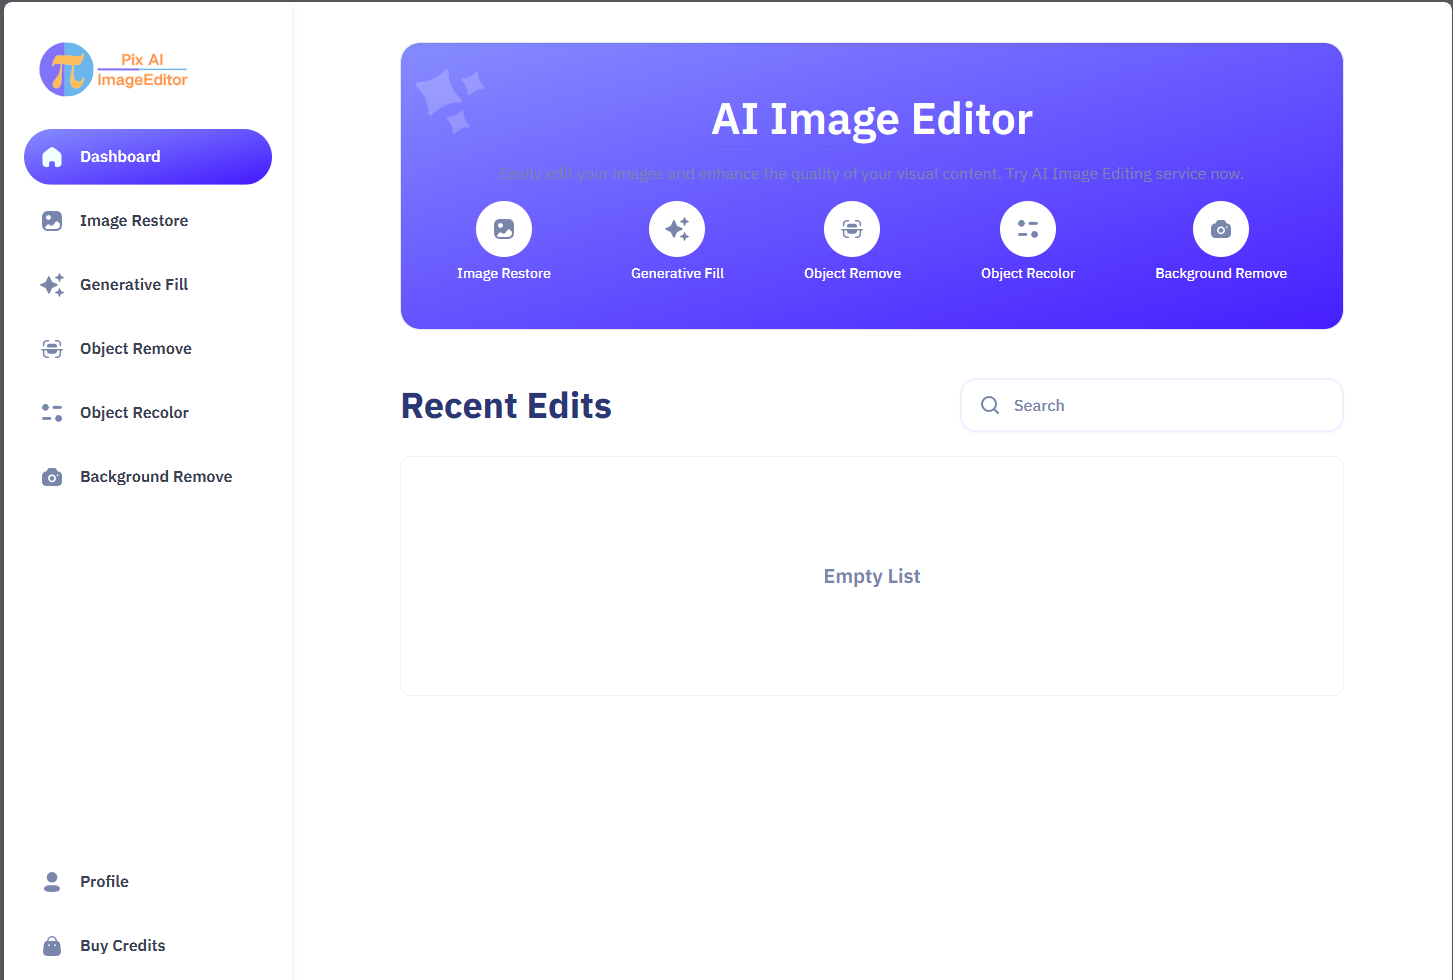 Pix AI
ImageEditor
Dashboard
Image Restore
Generative Fill
Object Remove
Object Recolor
Background Remove
Profile
Buy Credits
AI Image Editor
Easily edit your images and enhance the quality of your visual content. Try AI Image Editing service now.
Image Restore
Generative Fill
Object Remove
Object Recolor
Background Remove
Recent Edits
Search
Empty List